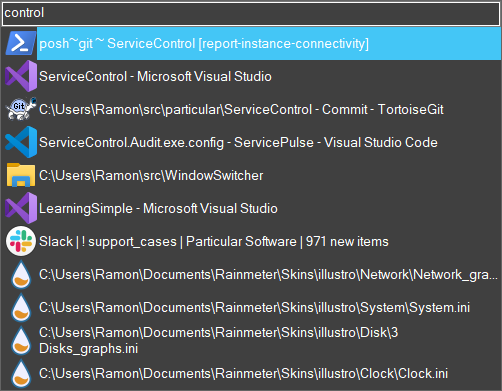 control
posh~git ~ ServiceControl [report-instance-connectivity]
ServiceControl - Microsoft Visual Studio
Git
C:\Users\Ramon\src\particular\ServiceControl - Commit - TortoiseGit
ServiceControl.Audit.exe.config - ServicePulse - Visual Studio Code
C:\Users\Ramon\src\WindowSwitcher
LearningSimple - Microsoft Visual Studio
Slack | ! support_cases | Particular Software | 971 new items
C:\Users\Ramon\Documents\Rainmeter\Skins\illustro\Network\Network_gra...
C:\Users\Ramon\Documents\Rainmeter\Skins\illustro\System\System.ini
C:\Users\Ramon\Documents\Rainmeter\Skins\illustro\Disk\3
Disks_graphs.ini
C:\Users\Ramon\Documents\Rainmeter\Skins\illustro\Clock\Clock.ini